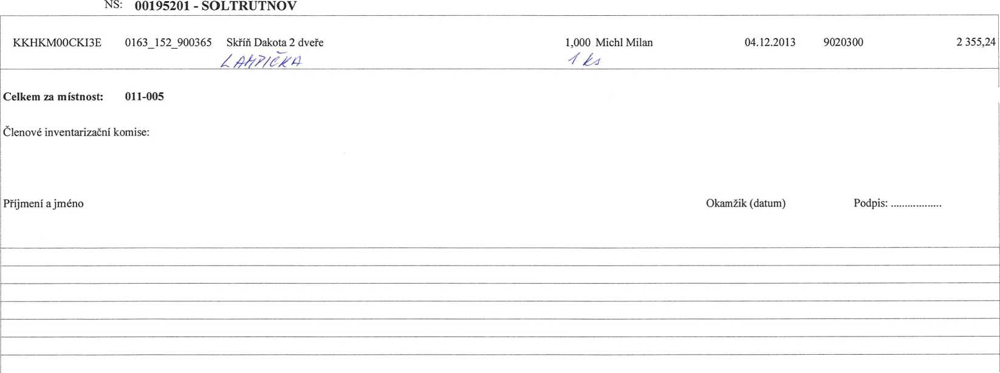 NS: 00195201 - SOLTRUTNOV
KKHKM00CKI3E 0163_152_900365 Skříň Dakota 2 dveře 1,000 Michl Milan 04.12.2013 9020300 2 355,24
LAMPIČKA 1 ks
Celkem za místnost: 011-005
Členové inventarizační komise:
Příjmení a jméno Okamžik (datum) Podpis: ..................